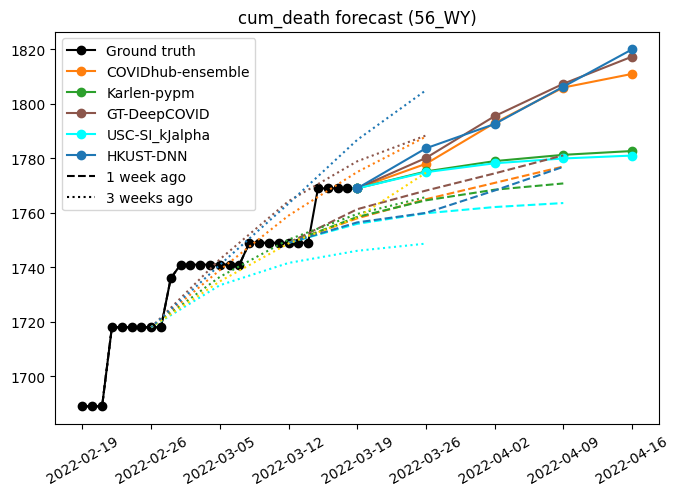 cum_death forecast (56_WY)
1820
1800
1780
1760
1740
1720
1700
Ground truth
COVIDhub-ensemble
Karlen-pypm
GT-DeepCOVID
USC-SI_kJalpha
HKUST-DNN
1 week ago
3 weeks ago
2022-02-19
2022-02-26
2022-03-05
2022-03-12
2022-03-19
2022-03-26
2022-04-02
2022-04-09
2022-04-16